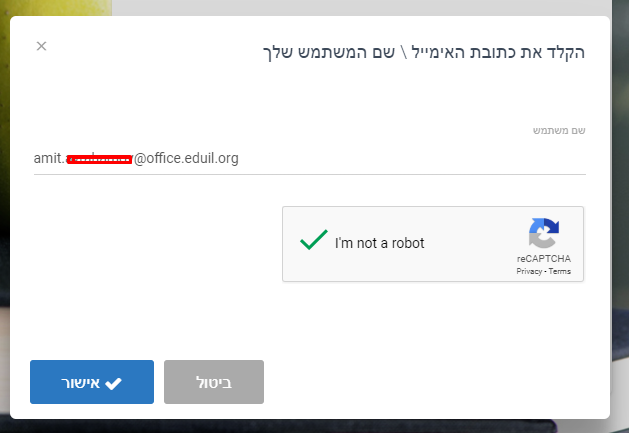 הקלד את כתובת האימייל \ שם המשתמש שלך
שם משתמש
amit. @office.eduil.org
I'm not a robot
reCAPTCHA
Privacy - Terms
אישור
ביטול